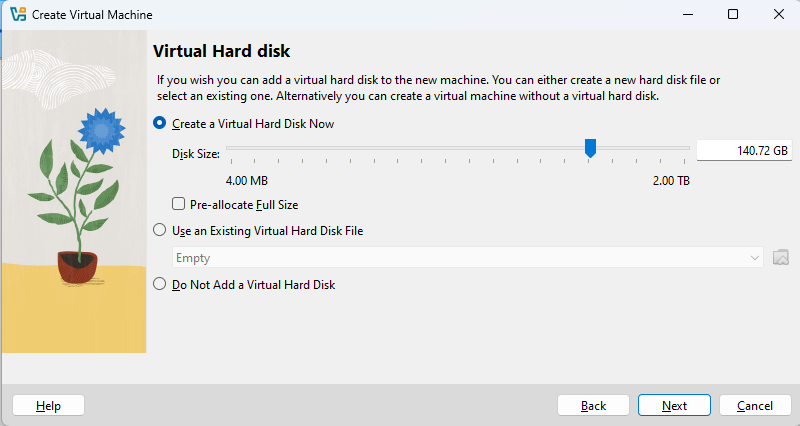 Create Virtual Machine
Virtual Hard disk
If you wish you can add a virtual hard disk to the new machine. You can either create a new hard disk file or
select an existing one. Alternatively you can create a virtual machine without a virtual hard disk.
Create a Virtual Hard Disk Now
Disk Size:
140.72 GB
4.00 MB
2.00 TB
Pre-allocate Full Size
Use an Existing Virtual Hard Disk File
Empty
Do Not Add a Virtual Hard Disk
Help
Back
Next
Cancel